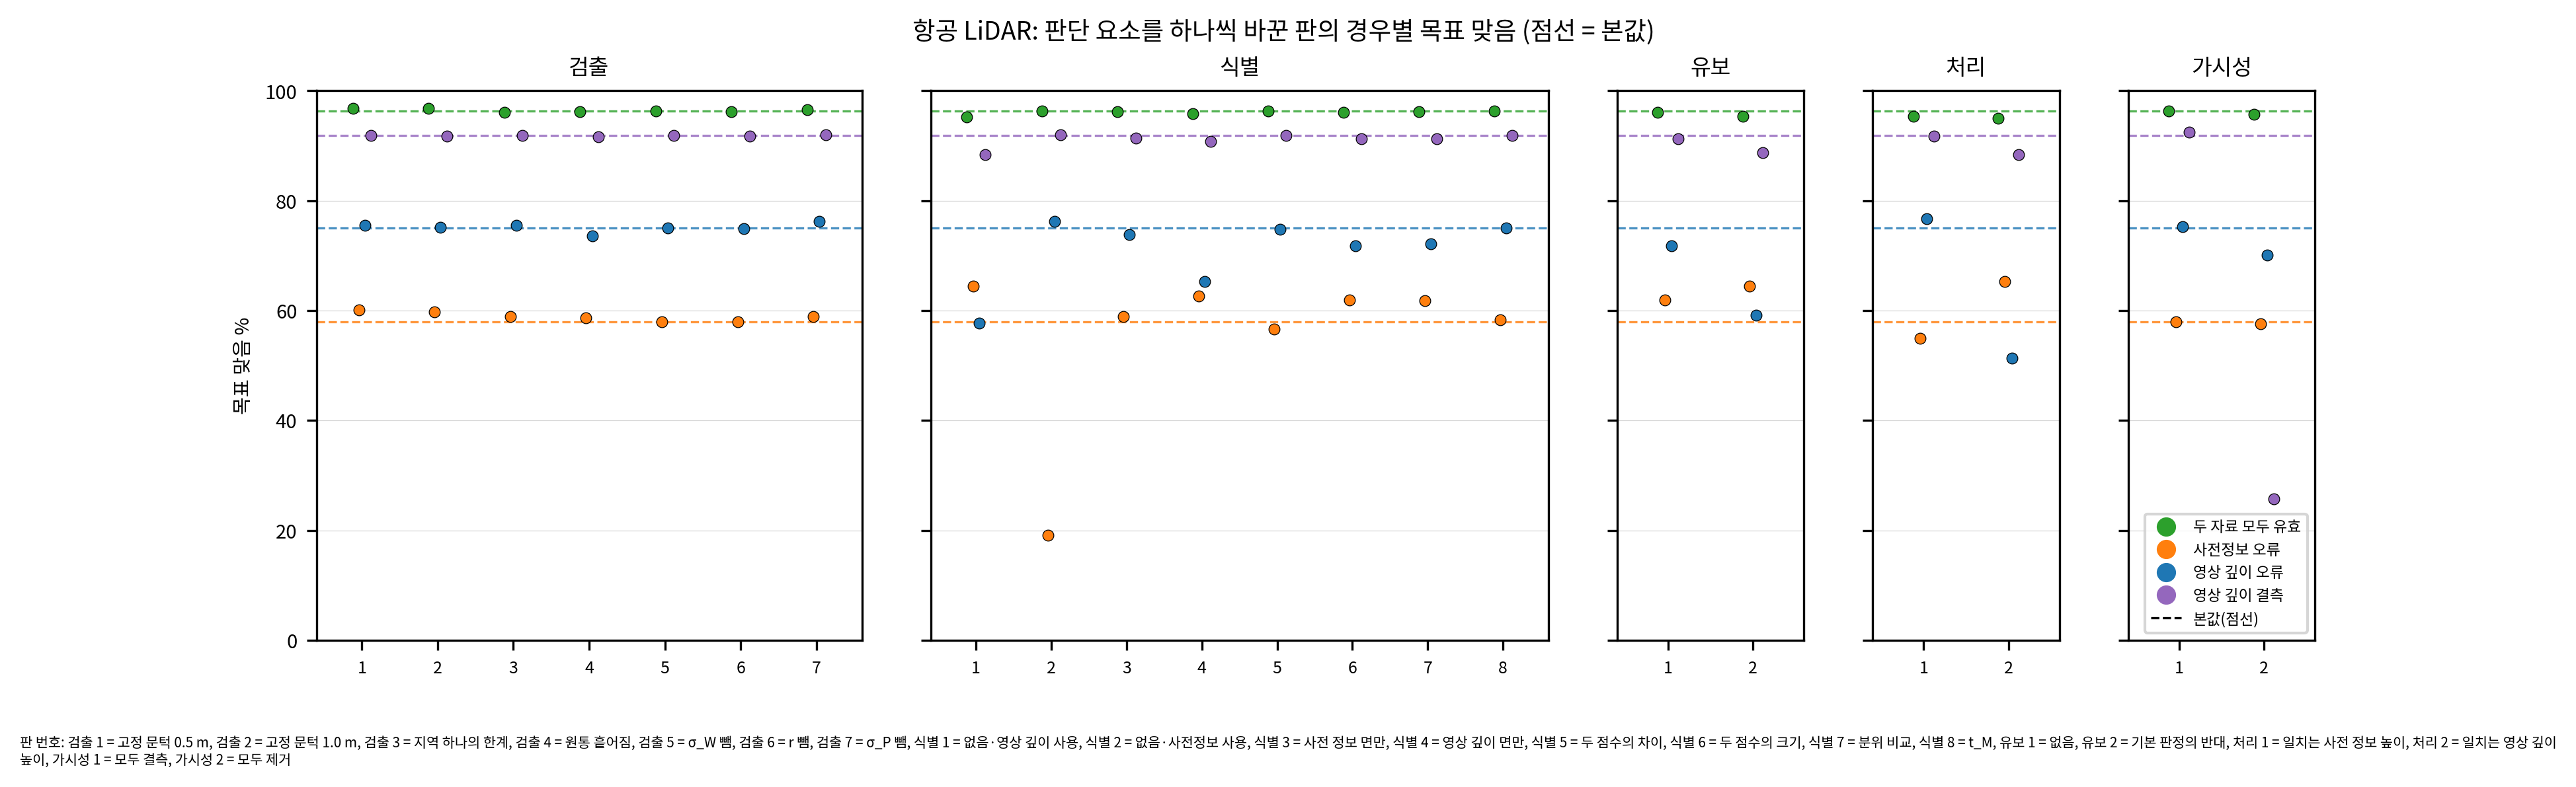 항공 LiDAR: 판단 요소를 하나씩 바꾼 판의 경우별 목표 맞음 (점선 = 본값)
검출
식별
유보
처리
가시성
목표 맞음 %
100
80
60
40
20
0
1 2 3 4 5 6 7
1 2 3 4 5 6 7 8
1 2
1 2
1 2
두 자료 모두 유효
사전정보 오류
영상 깊이 오류
영상 깊이 결측
본값(점선)
판 번호: 검출 1 = 고정 문턱 0.5 m, 검출 2 = 고정 문턱 1.0 m, 검출 3 = 지역 하나의 한계, 검출 4 = 원통 흩어짐, 검출 5 = σ_W 뺌, 검출 6 = r 뺌, 검출 7 = σ_P 뺌, 식별 1 = 없음·영상 깊이 사용, 식별 2 = 없음·사전정보 사용, 식별 3 = 사전 정보 면만, 식별 4 = 영상 깊이 면만, 식별 5 = 두 점수의 차이, 식별 6 = 두 점수의 크기, 식별 7 = 분위 비교, 식별 8 = t_M, 유보 1 = 없음, 유보 2 = 기본 판정의 반대, 처리 1 = 일치는 사전 정보 높이, 처리 2 = 일치는 영상 깊이
높이, 가시성 1 = 모두 결측, 가시성 2 = 모두 제거